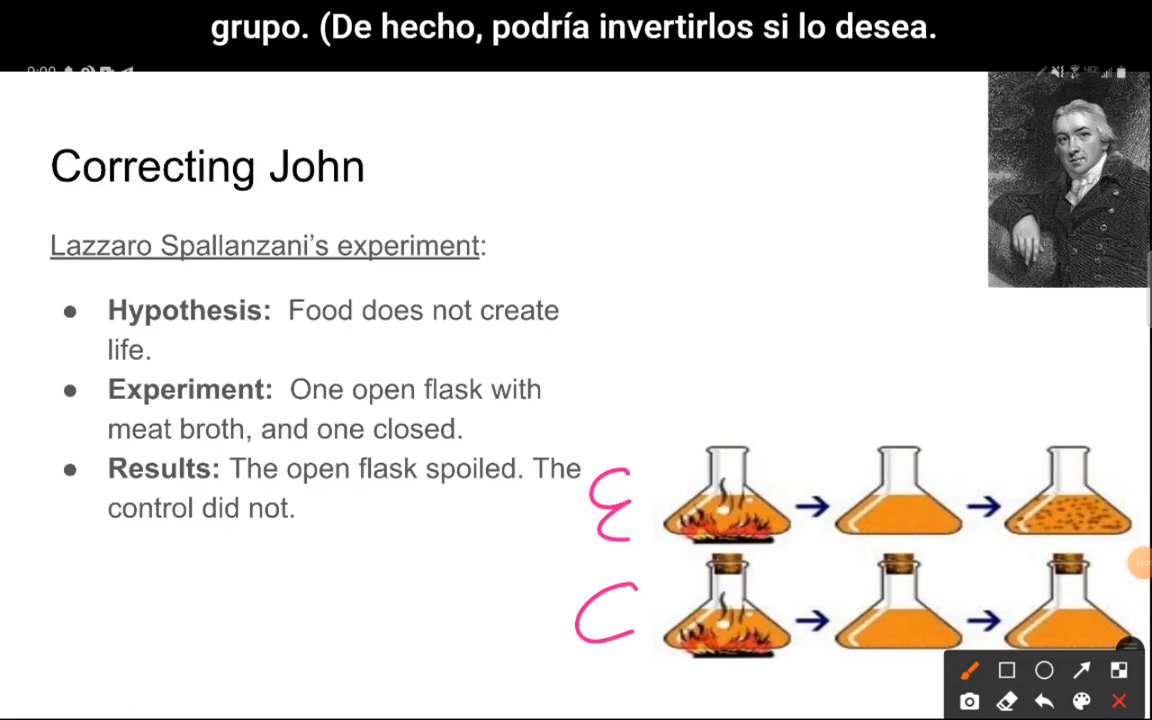 grupo. (De hecho, podría invertirlos si lo desea.
Correcting John
Lazzaro Spallanzani’s experiment:
● Hypothesis: Food does not create
life.
● Experiment: One open flask with
meat broth, and one closed.
● Results: The open flask spoiled. The
control did not.
E
C